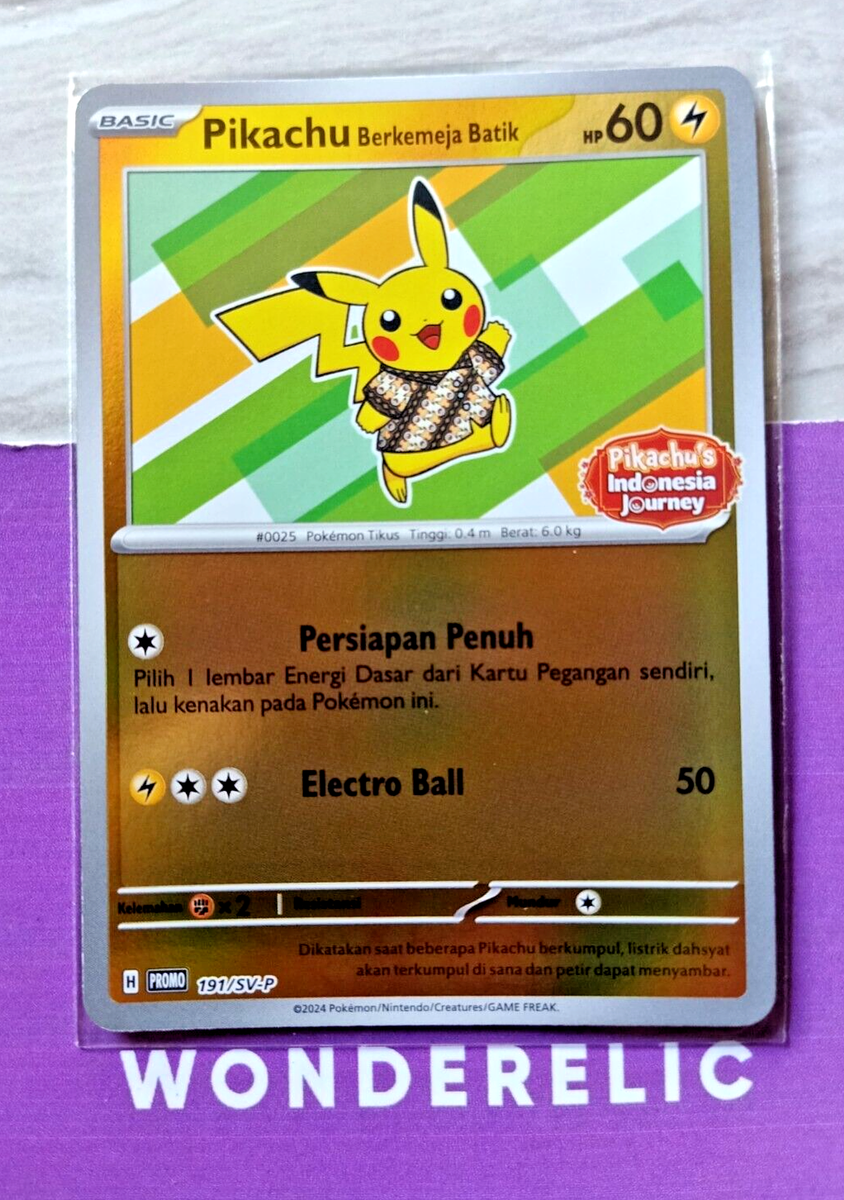 BASIC Pikachu Berkemeja Batik HP 60
Pikachu's
Indonesia
Journey
#0025 Pokémon Tikus Tinggi: 0.4 m Berat: 6.0 kg
Persiapan Penuh
Pilih 1 lembar Energi Dasar dari Kartu Pegangan sendiri,
lalu kenakan pada Pokémon ini.
Electro Ball 50
Kelemahan ×2 Resistansi Mundur
Dikatakan saat beberapa Pikachu berkumpul, listrik dahsyat
akan terkumpul di sana dan petir dapat menyambar.
H PROMO 191/SV-P
©2024 Pokémon/Nintendo/Creatures/GAME FREAK.
WONDERELIC